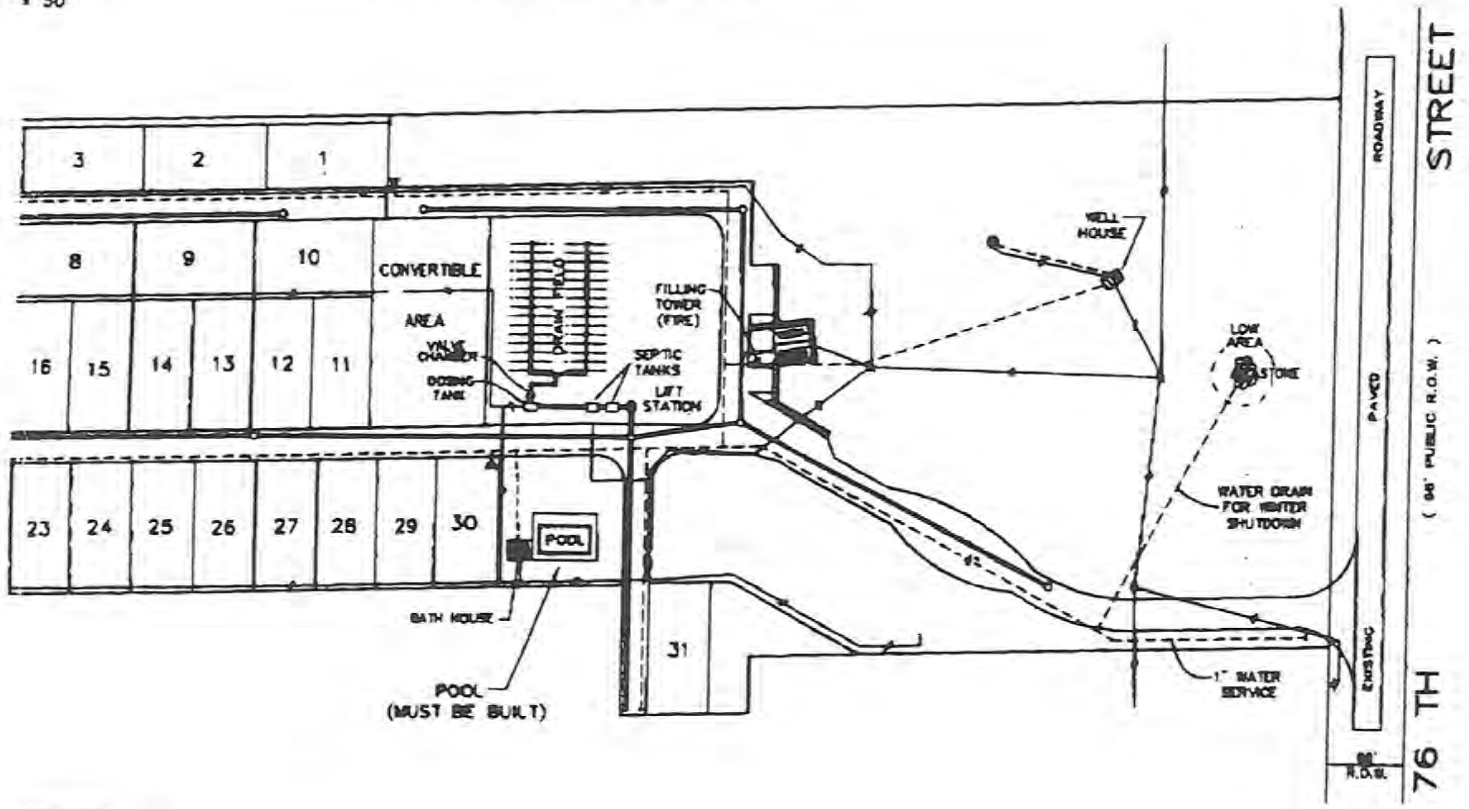 3
2
1
8
9
10
CONVERTIBLE
AREA
DRAIN FIELD
VALVE
CHAMBER
DOSING
TANK
SEPTIC
TANKS
LIFT
STATION
FILLING
TOWER
(FIRE)
WELL
HOUSE
LOW
AREA
STONE
16
15
14
13
12
11
23
24
25
26
27
28
29
30
POOL
BATH HOUSE
POOL
(MUST BE BUILT)
31
WATER DRAIN
FOR WINTER
SHUTDOWN
1" WATER
SERVICE
EXISTING
PAVED
ROADWAY
PUBLIC R.O.W. )
R.O.W.
76 TH
STREET